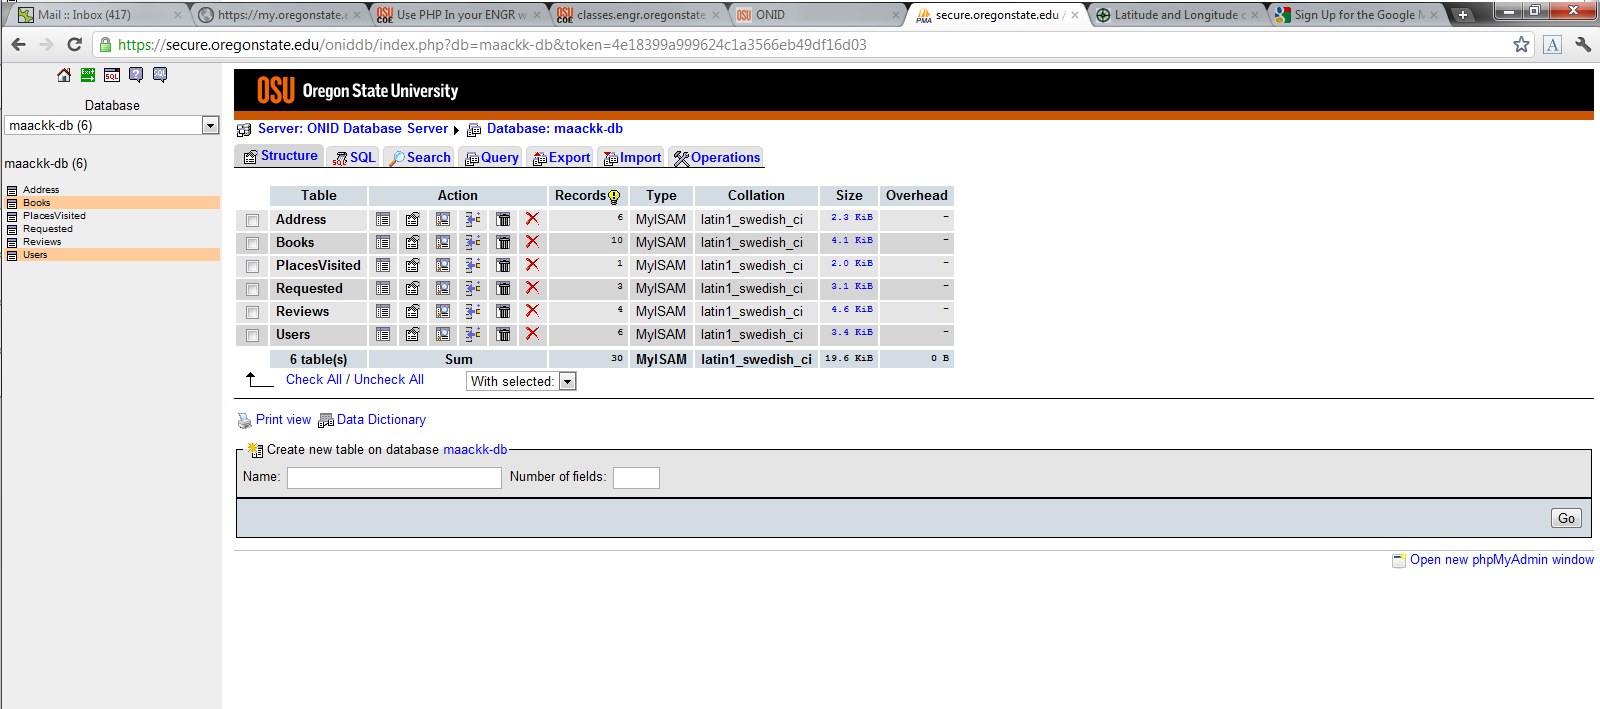 Mail :: Inbox (417)
https://my.oregonstate.e
Use PHP In your ENGR w
classes.engr.oregonstate
ONID
secure.oregonstate.edu /
Latitude and Longitude o
Sign Up for the Google M
https://secure.oregonstate.edu/oniddb/index.php?db=maackk-db&token=4e18399a999624c1a3566eb49df16d03
Database
maackk-db (6)
maackk-db (6)
Address
Books
PlacesVisited
Requested
Reviews
Users
OSU Oregon State University
Server: ONID Database Server Database: maackk-db
Structure SQL Search Query Export Import Operations
Table Action Records Type Collation Size Overhead
Address 6 MyISAM latin1_swedish_ci 2.3 KiB -
Books 10 MyISAM latin1_swedish_ci 4.1 KiB -
PlacesVisited 1 MyISAM latin1_swedish_ci 2.0 KiB -
Requested 3 MyISAM latin1_swedish_ci 3.1 KiB -
Reviews 4 MyISAM latin1_swedish_ci 4.6 KiB -
Users 6 MyISAM latin1_swedish_ci 3.4 KiB -
6 table(s) Sum 30 MyISAM latin1_swedish_ci 19.6 KiB 0 B
Check All / Uncheck All With selected:
Print view Data Dictionary
Create new table on database maackk-db
Name: Number of fields:
Go
Open new phpMyAdmin window